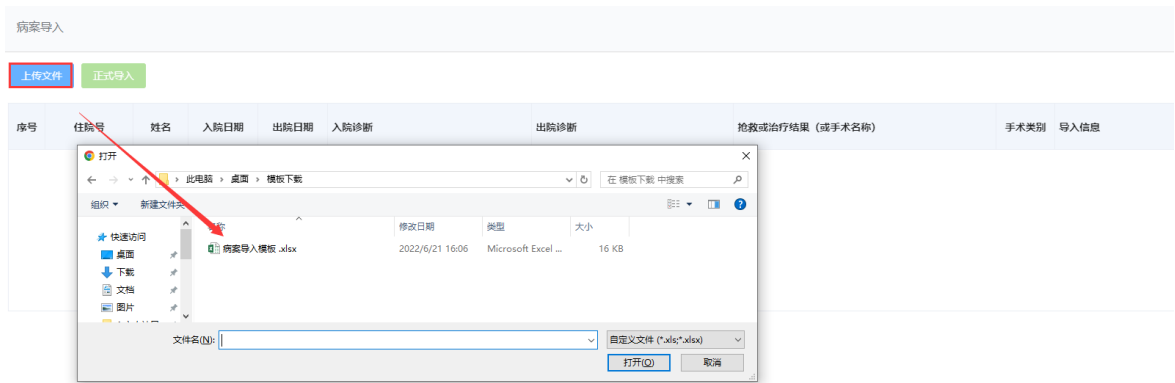 病案导入
上传文件 正式导入
序号 住院号 姓名 入院日期 出院日期 入院诊断 出院诊断 抢救或治疗结果（或手术名称） 手术类别 导入信息
打开
此电脑 › 桌面 › 模板下载 在 模板下载 中搜索
组织 新建文件夹
修改日期 类型 大小
快速访问
病案导入模板 .xlsx 2022/6/21 16:06 Microsoft Excel ... 16 KB
桌面
下载
文档
图片
文件名(N): 自定义文件 (*.xls;*.xlsx)
打开(O) 取消